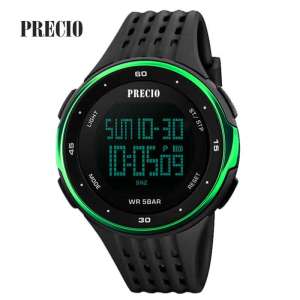 PRECIO
60
PRECIO
LIGHT
ST / STP
SUN 10-30
45
15
10:05 09
MODE
RESET
WR 5BAR
30